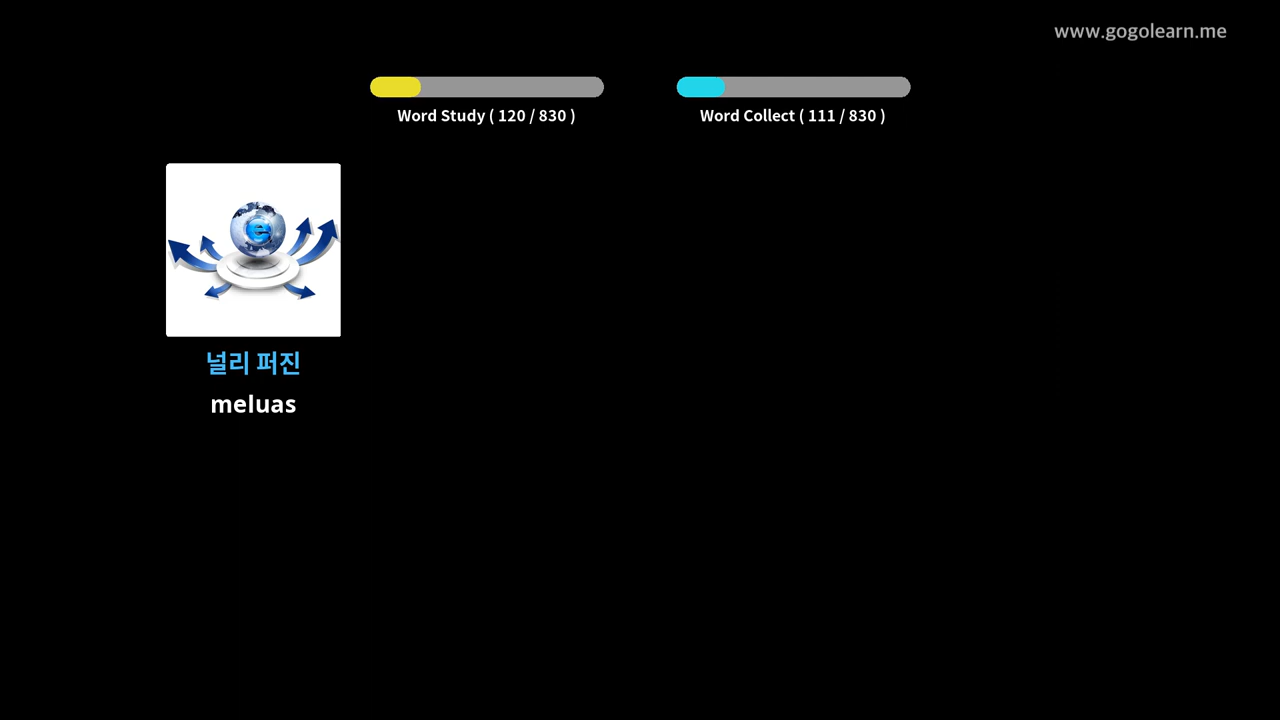 www.gogolearn.me
Word Study ( 120 / 830 )
Word Collect ( 111 / 830 )
e
널리 퍼진
meluas